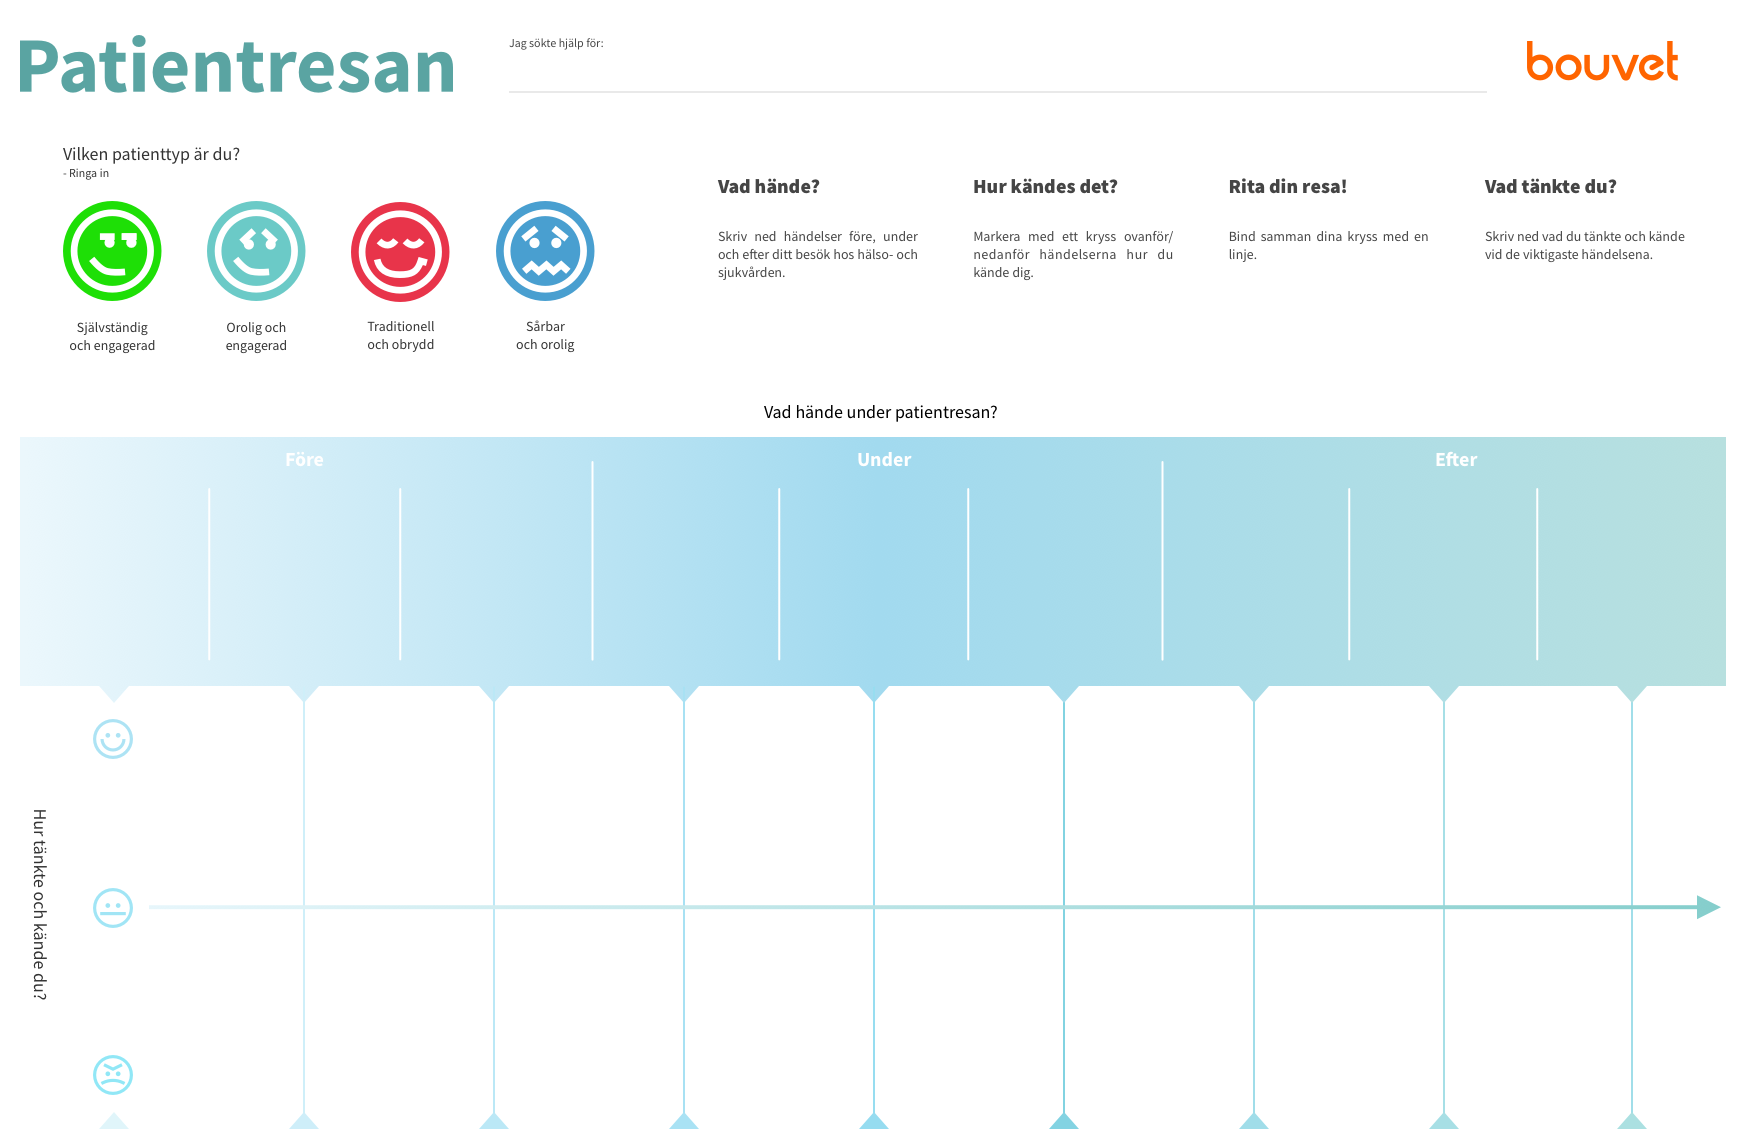 Patientresan
Jag sökte hjälp för:
bouvet
Vilken patienttyp är du?
- Ringa in
Självständig
och engagerad
Orolig och
engagerad
Traditionell
och obrydd
Sårbar
och orolig
Vad hände?
Skriv ned händelser före, under
och efter ditt besök hos hälso- och
sjukvården.
Hur kändes det?
Markera med ett kryss ovanför/
nedanför händelserna hur du
kände dig.
Rita din resa!
Bind samman dina kryss med en
linje.
Vad tänkte du?
Skriv ned vad du tänkte och kände
vid de viktigaste händelsena.
Vad hände under patientresan?
Före
Under
Efter
Hur tänkte och kände du?